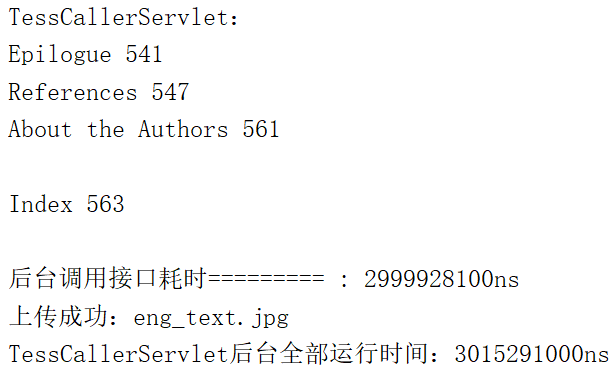 TessCallerServlet：
Epilogue 541
References 547
About the Authors 561
Index 563
后台调用接口耗时========= : 2999928100ns
上传成功：eng_text.jpg
TessCallerServlet后台全部运行时间：3015291000ns